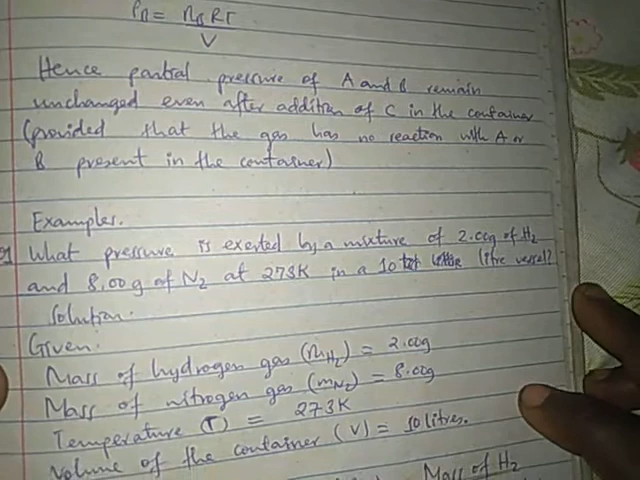 PB = nB RT
V
Hence partial pressure of A and B remain
unchanged even after addition of C in the container
(provided that the gas has no reaction with A or
B present in the container)
Examples.
1 What pressure is exerted by a mixture of 2.00g of H2
and 8.00g of N2 at 273K in a 10 litre vessel?
Solution.
Given.
Mass of hydrogen gas (mH2) = 2.00g
Mass of nitrogen gas (mN2) = 8.00g
Temperature (T) = 273K
Volume of the container (V) = 10 litres.
Mass of H2